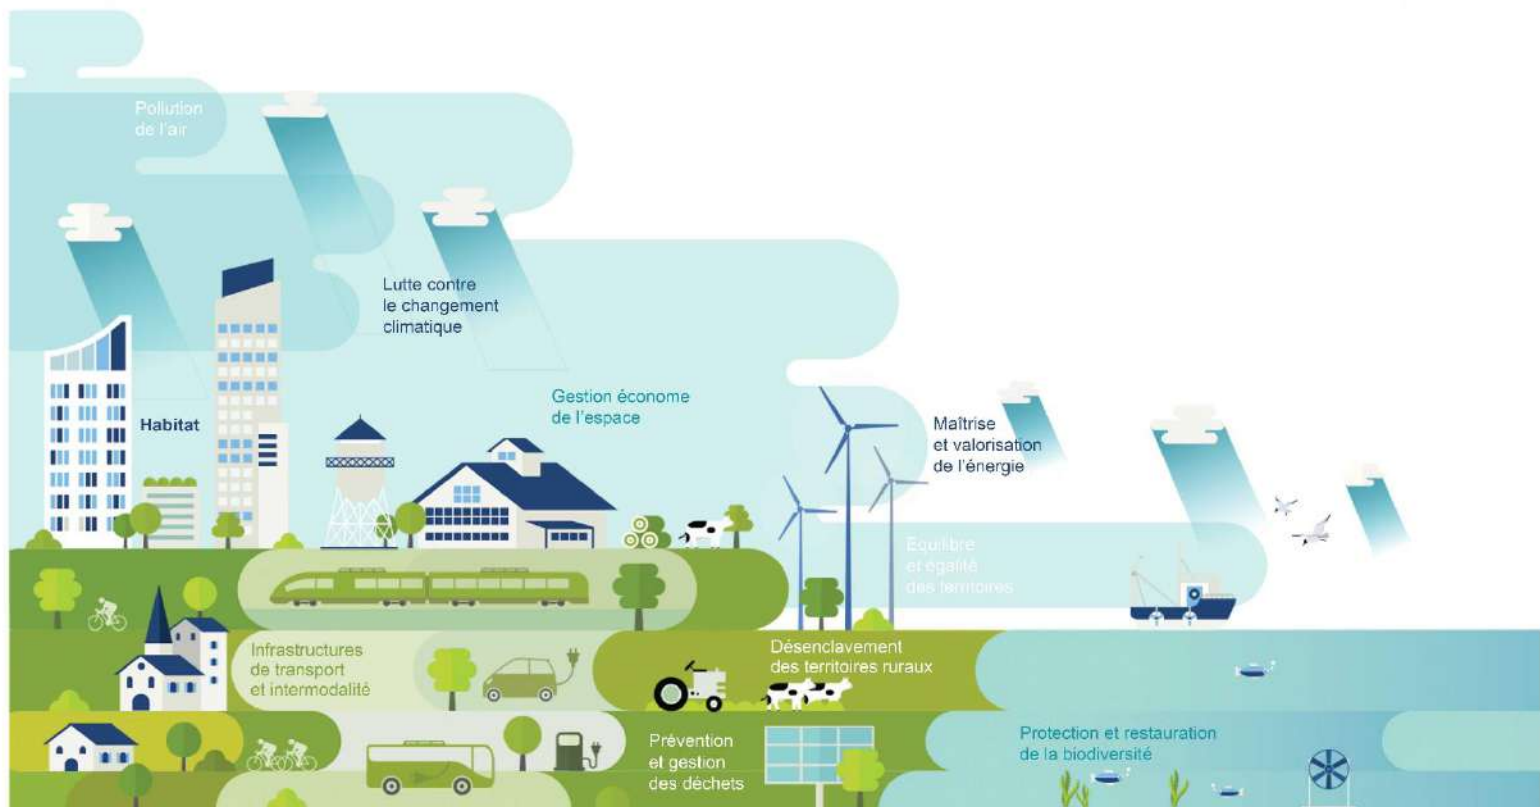 Pollution
de l'air
Lutte contre
le changement
climatique
Habitat
Gestion économe
de l'espace
Maîtrise
et valorisation
de l'énergie
Equilibre
et égalité
des territoires
Infrastructures
de transport
et intermodalité
Désenclavement
des territoires ruraux
Prévention
et gestion
des déchets
Protection et restauration
de la biodiversité